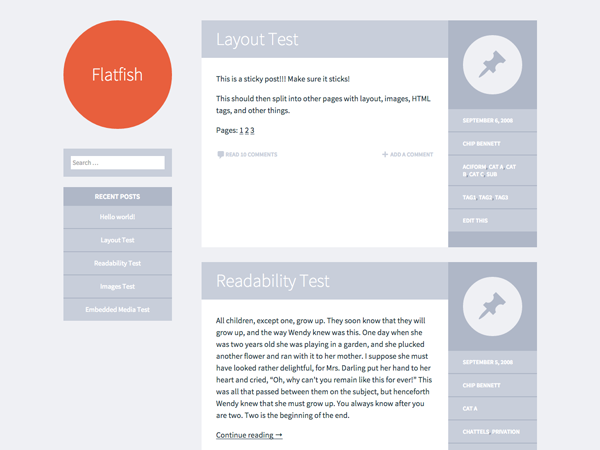 Flatfish
Search …
RECENT POSTS
Hello world!
Layout Test
Readability Test
Images Test
Embedded Media Test
Layout Test
This is a sticky post!!! Make sure it sticks!
This should then split into other pages with layout, images, HTML
tags, and other things.
Pages: 1 2 3
READ 10 COMMENTS
ADD A COMMENT
SEPTEMBER 6, 2008
CHIP BENNETT
ACIFORM, CAT A, CAT
B, CAT C, SUB
TAG1, TAG2, TAG3
EDIT THIS
Readability Test
All children, except one, grow up. They soon know that they will
grow up, and the way Wendy knew was this. One day when she
was two years old she was playing in a garden, and she plucked
another flower and ran with it to her mother. I suppose she must
have looked rather delightful, for Mrs. Darling put her hand to her
heart and cried, “Oh, why can’t you remain like this for ever!” This
was all that passed between them on the subject, but henceforth
Wendy knew that she must grow up. You always know after you
are two. Two is the beginning of the end.
Continue reading →
SEPTEMBER 5, 2008
CHIP BENNETT
CAT A
CHATTELS, PRIVATION